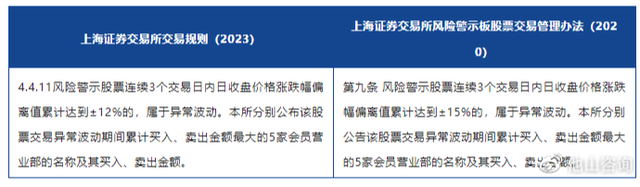 上海证券交易所交易规则（2023）
上海证券交易所风险警示板股票交易管理办法（202
0）
4.4.11风险警示股票连续3个交易日内日收盘价格涨跌幅偏
离值累计达到±12%的，属于异常波动。本所分别公布该股
票交易异常波动期间累计买入、卖出金额最大的5家会员营
业部的名称及其买入、卖出金额。
第九条 风险警示股票连续3个交易日内日收盘价格涨跌
幅偏离值累计达到±15%的，属于异常波动。本所分别
公告该股票交易异常波动期间累计买入、卖出金额最大
的5家会员营业部的名称及其买入、卖出金额。
@他山咨询